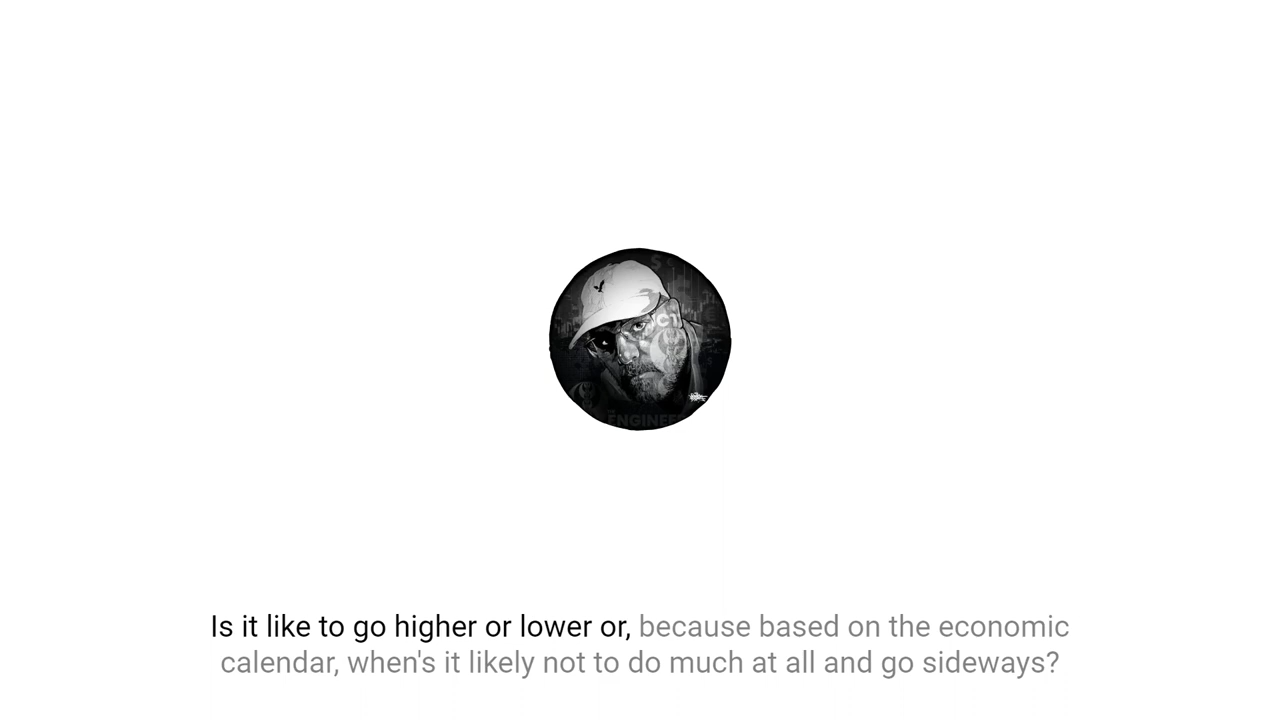 Is it like to go higher or lower or, because based on the economic
calendar, when's it likely not to do much at all and go sideways?